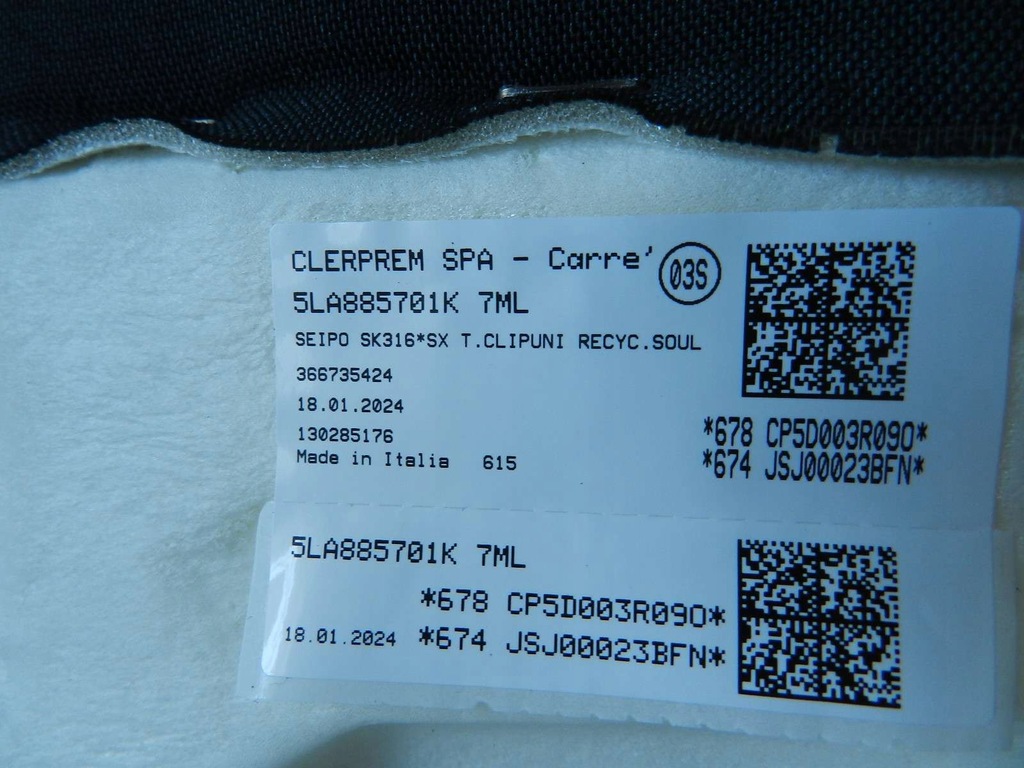 CLERPREM SPA - Carre' 03S
5LA885701K 7ML
SEIPO SK316*SX T.CLIPUNI RECYC.SOUL
366735424
18.01.2024
130285176
Made in Italia 615
*678 CP5D003R090*
*674 JSJ00023BFN*
5LA885701K 7ML
*678 CP5D003R090*
18.01.2024 *674 JSJ00023BFN*